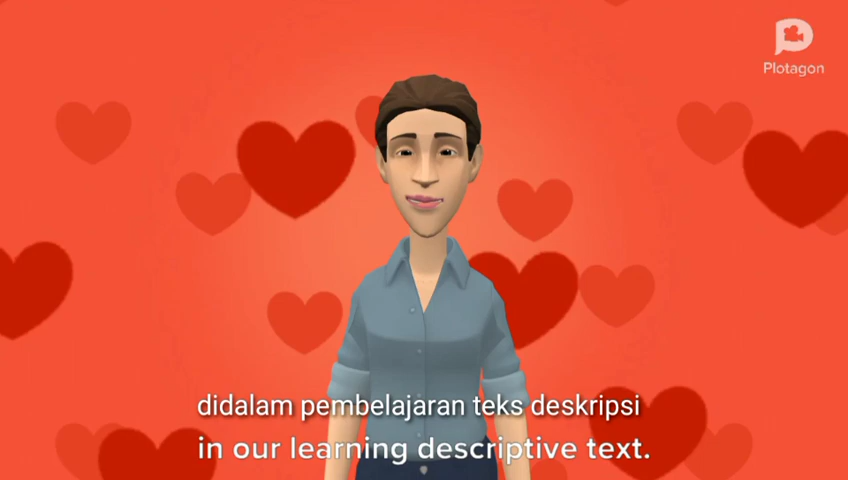 Plotagon
didalam pembelajaran teks deskripsi
in our learning descriptive text.